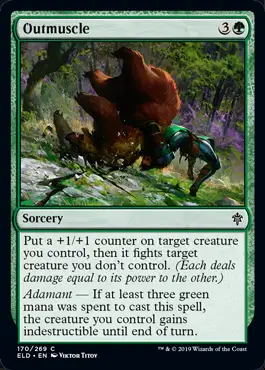 Outmuscle 3
Sorcery
Put a +1/+1 counter on target creature
you control, then it fights target
creature you don't control. (Each deals
damage equal to its power to the other.)
Adamant — If at least three green
mana was spent to cast this spell,
the creature you control gains
indestructible until end of turn.
170/269 C
ELD • EN Viktor Titov ™ & © 2019 Wizards of the Coast